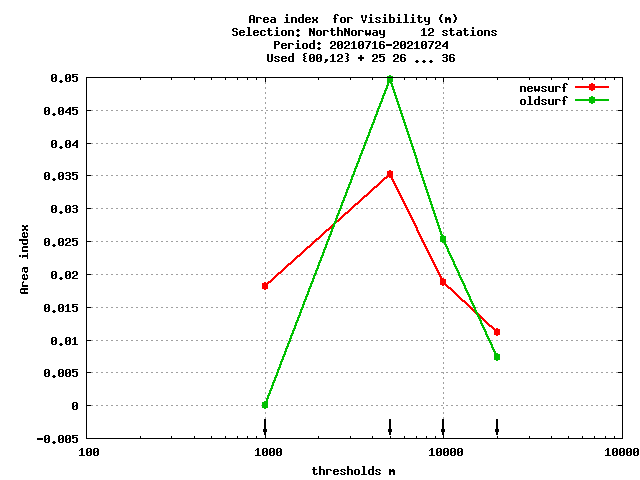 Area index  for Visibility (m)
Selection: NorthNorway     12 stations
Period: 20210716-20210724
Used {00,12} + 25 26 ... 36
newsurf
oldsurf
0.05
0.045
0.04
0.035
0.03
0.025
0.02
0.015
0.01
0.005
0
-0.005
Area index
100
1000
10000
10000
thresholds m